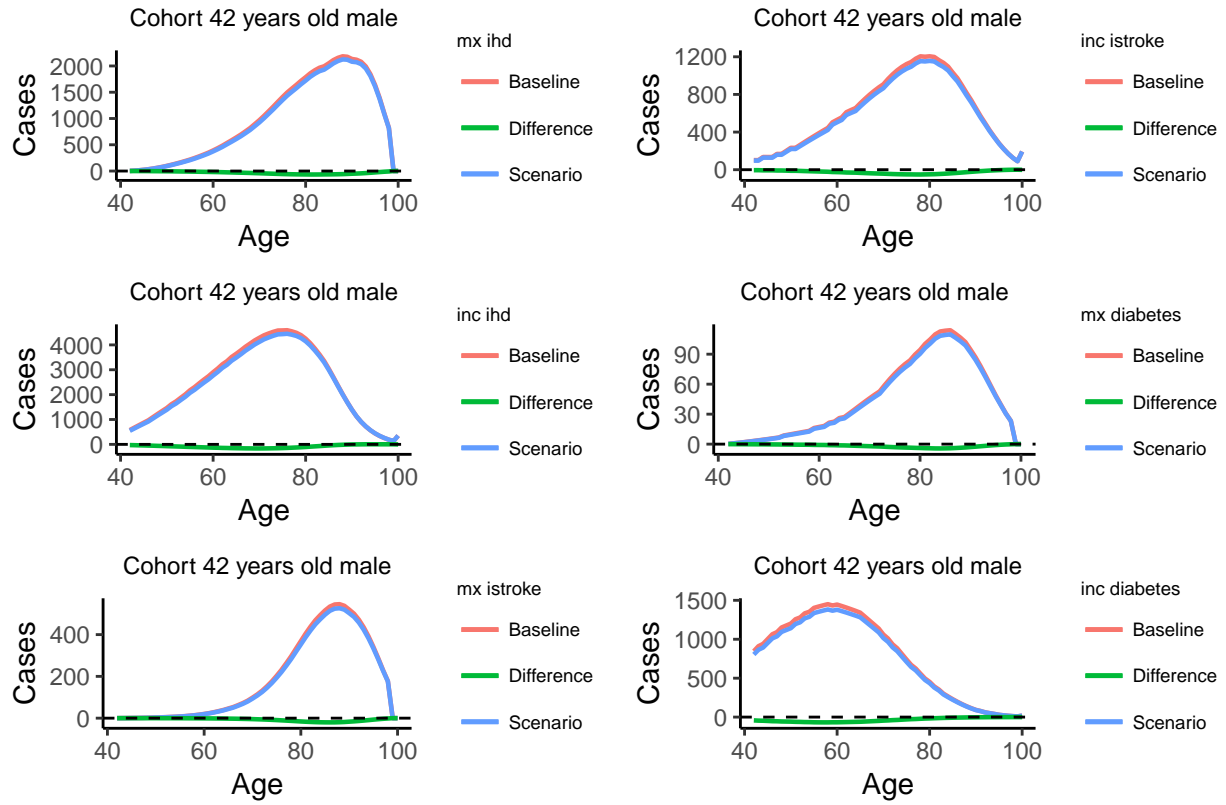 Cohort 42 years old male
mx ihd
Cases
2000
1500
1000
500
0
40 60 80 100
Age
Baseline
Difference
Scenario
Cohort 42 years old male
inc istroke
Cases
1200
800
400
0
40 60 80 100
Age
Baseline
Difference
Scenario
Cohort 42 years old male
inc ihd
Cases
4000
3000
2000
1000
0
40 60 80 100
Age
Baseline
Difference
Scenario
Cohort 42 years old male
mx diabetes
Cases
90
60
30
0
40 60 80 100
Age
Baseline
Difference
Scenario
Cohort 42 years old male
mx istroke
Cases
400
200
0
40 60 80 100
Age
Baseline
Difference
Scenario
Cohort 42 years old male
inc diabetes
Cases
1500
1000
500
0
40 60 80 100
Age
Baseline
Difference
Scenario